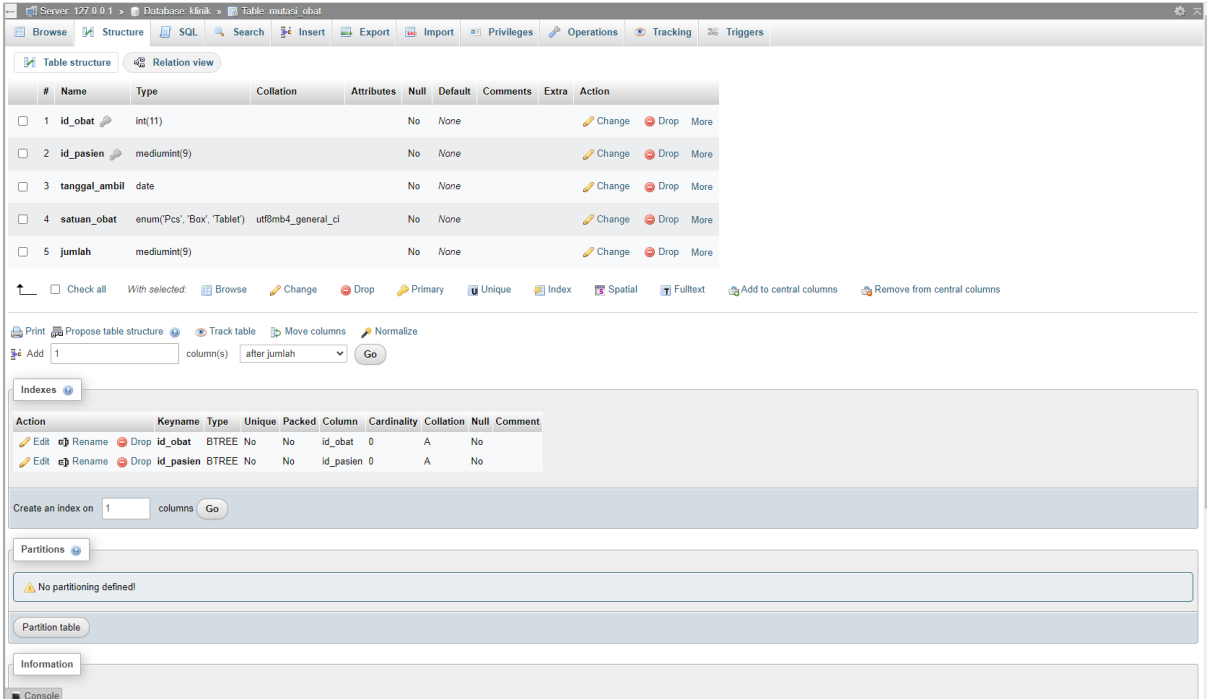 Server: 127.0.0.1 » Database: klinik » Table: mutasi_obat
Browse Structure SQL Search Insert Export Import Privileges Operations Tracking Triggers
Table structure Relation view
# Name Type Collation Attributes Null Default Comments Extra Action
1 id_obat int(11) No None Change Drop More
2 id_pasien mediumint(9) No None Change Drop More
3 tanggal_ambil date No None Change Drop More
4 satuan_obat enum('Pcs', 'Box', 'Tablet') utf8mb4_general_ci No None Change Drop More
5 jumlah mediumint(9) No None Change Drop More
Check all With selected: Browse Change Drop Primary Unique Index Spatial Fulltext Add to central columns Remove from central columns
Print Propose table structure Track table Move columns Normalize
Add 1 column(s) after jumlah Go
Indexes
Action Keyname Type Unique Packed Column Cardinality Collation Null Comment
Edit Rename Drop id_obat BTREE No No id_obat 0 A No
Edit Rename Drop id_pasien BTREE No No id_pasien 0 A No
Create an index on 1 columns Go
Partitions
No partitioning defined!
Partition table
Information
Console